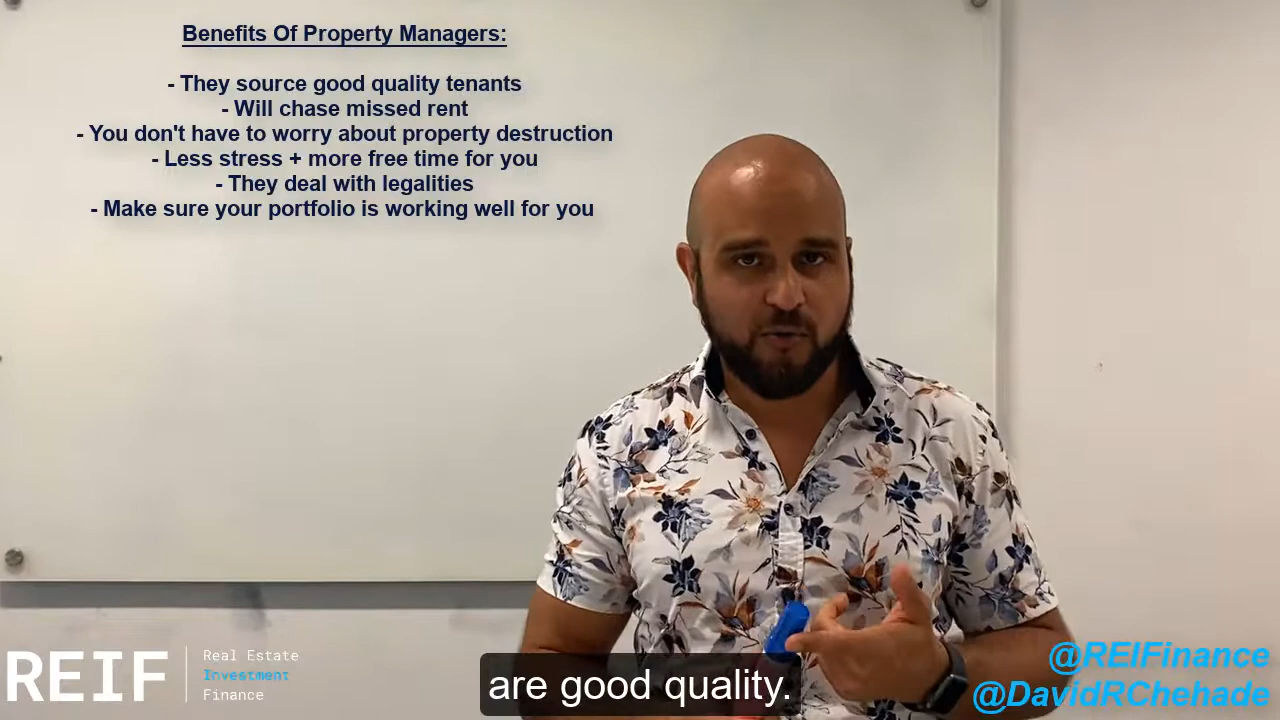 Benefits Of Property Managers:
- They source good quality tenants
- Will chase missed rent
- You don't have to worry about property destruction
- Less stress + more free time for you
- They deal with legalities
- Make sure your portfolio is working well for you
REIF
Real Estate
Investment
Finance
@REIFinance
@DavidRChehade
are good quality.